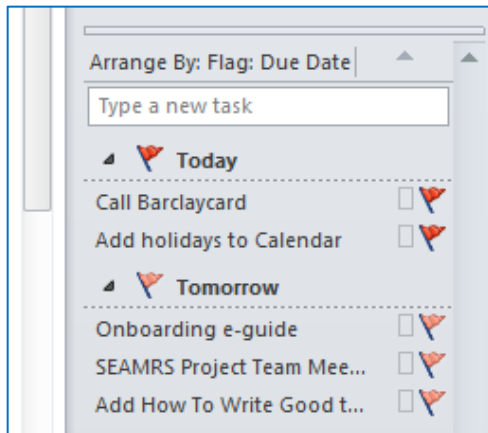 Arrange By: Flag: Due Date
Type a new task
Today
Call Barclaycard
Add holidays to Calendar
Tomorrow
Onboarding e-guide
SEAMRS Project Team Mee...
Add How To Write Good t...